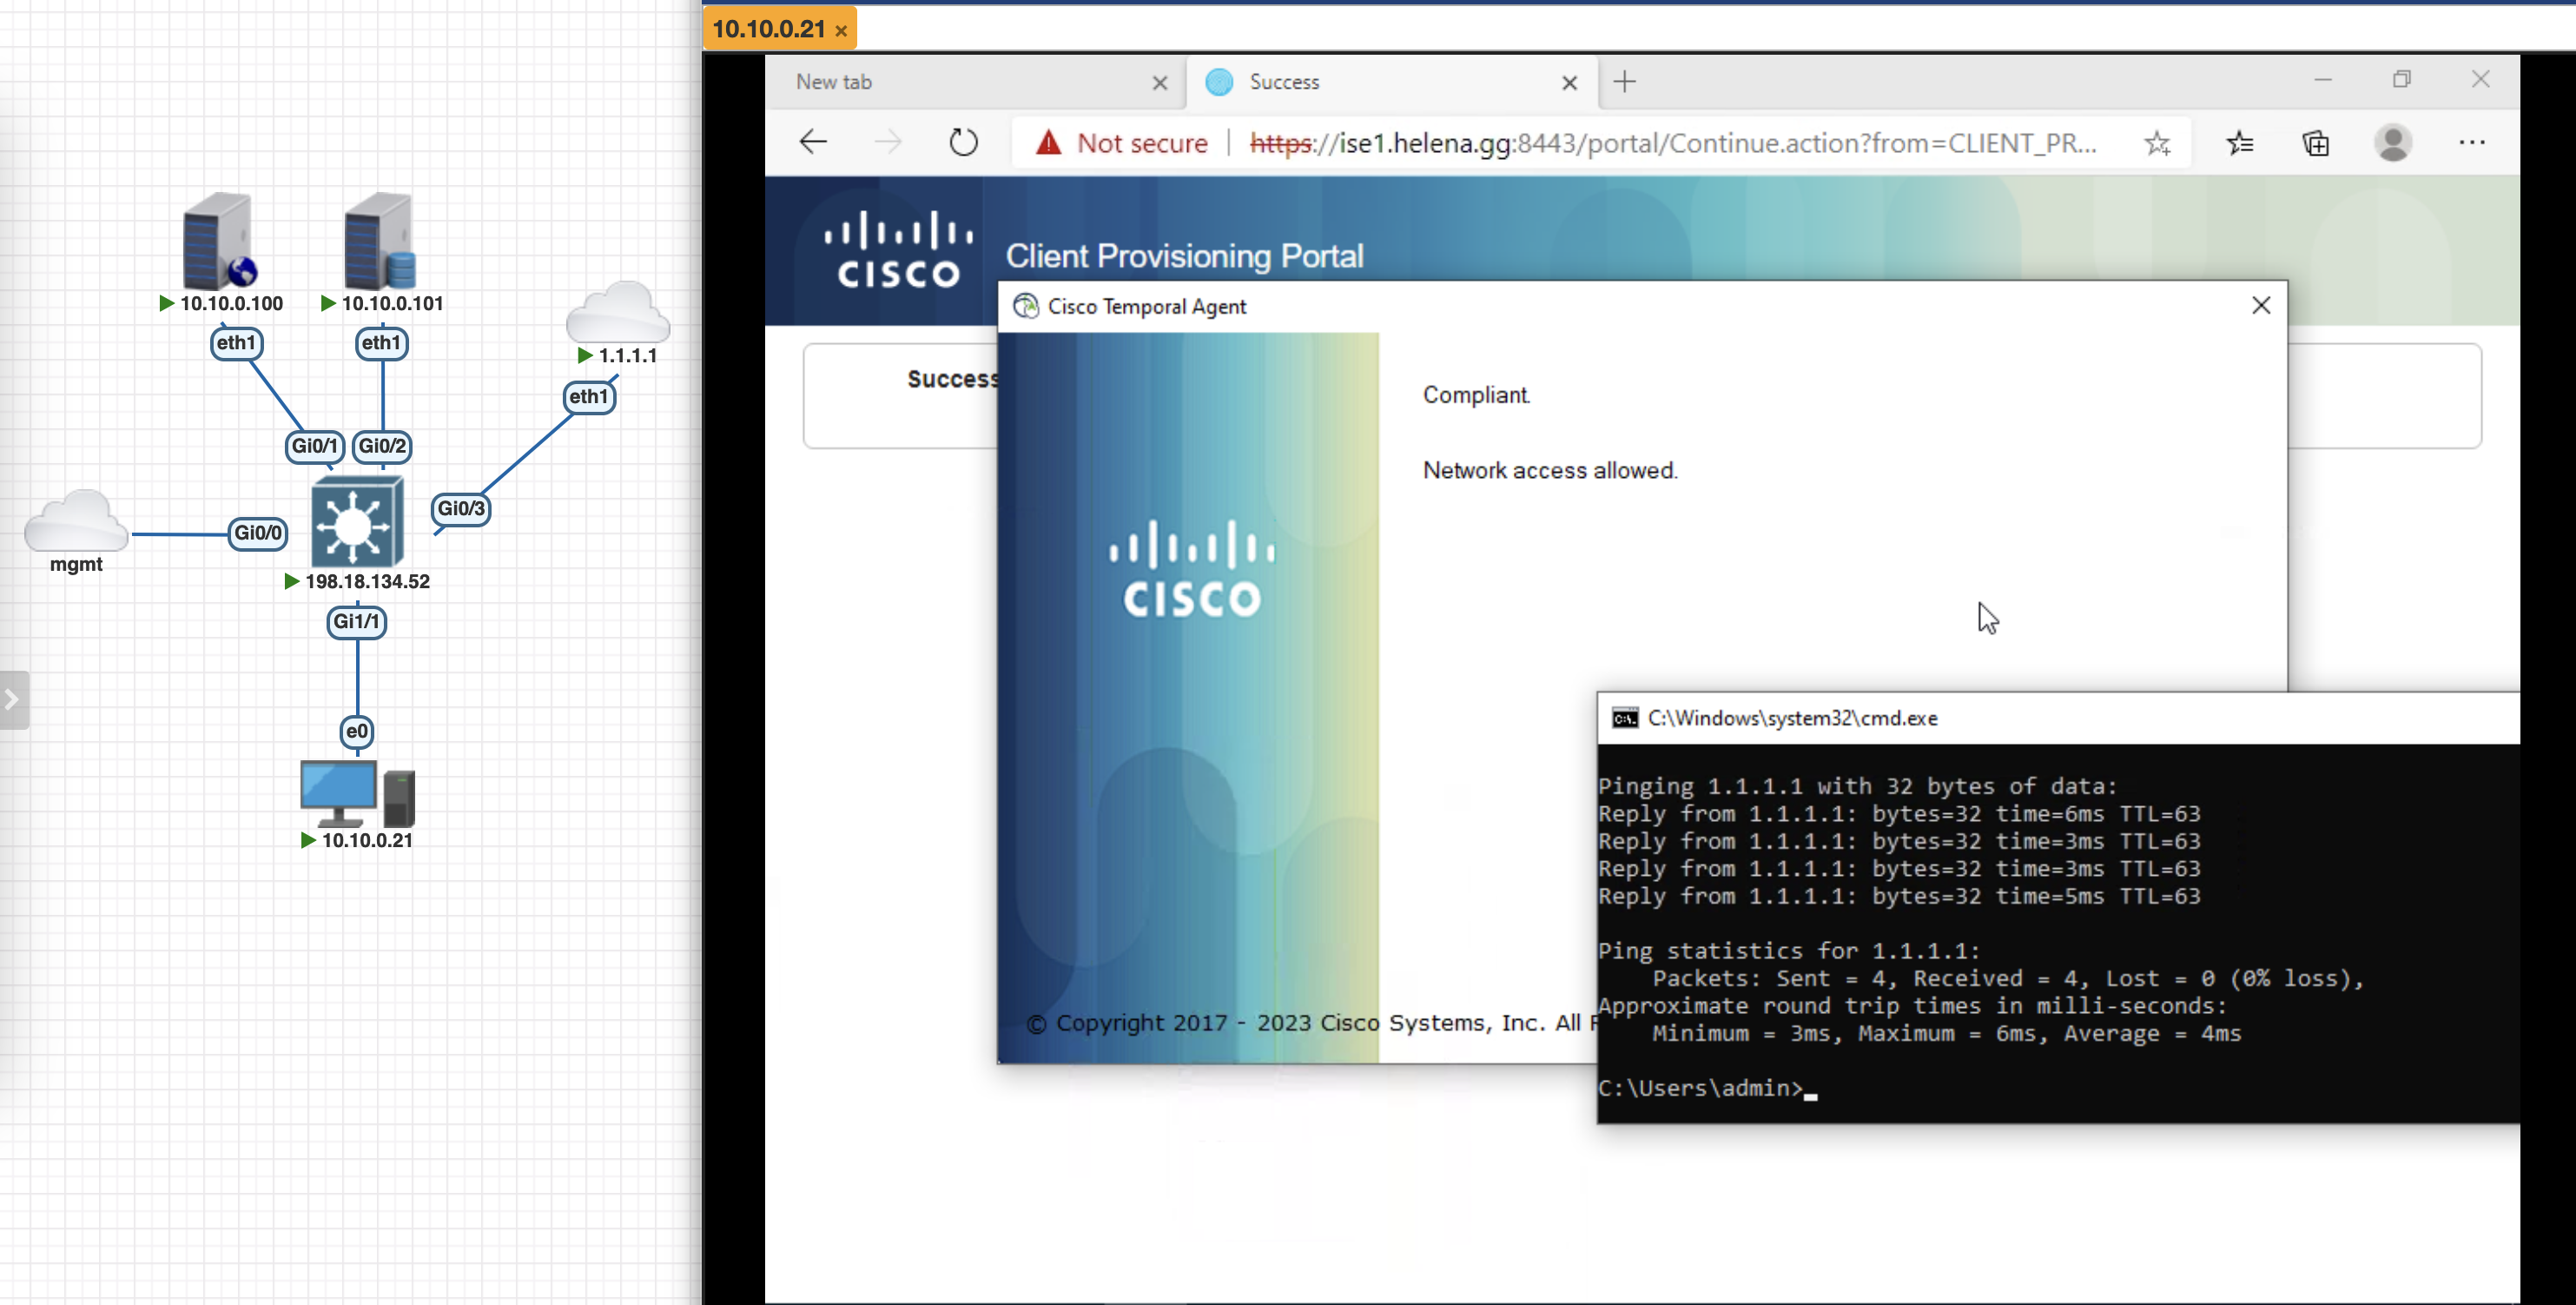 10.10.0.100
10.10.0.101
eth1
eth1
1.1.1.1
eth1
Gi0/1
Gi0/2
Gi0/3
Gi0/0
mgmt
198.18.134.52
Gi1/1
e0
10.10.0.21
10.10.0.21 ×
New tab
Success
Not secure | https://ise1.helena.gg:8443/portal/Continue.action?from=CLIENT_PR...
CISCO
Client Provisioning Portal
Success
Cisco Temporal Agent
Compliant.
Network access allowed.
CISCO
© Copyright 2017 - 2023 Cisco Systems, Inc. All
C:\Windows\system32\cmd.exe
Pinging 1.1.1.1 with 32 bytes of data:
Reply from 1.1.1.1: bytes=32 time=6ms TTL=63
Reply from 1.1.1.1: bytes=32 time=3ms TTL=63
Reply from 1.1.1.1: bytes=32 time=3ms TTL=63
Reply from 1.1.1.1: bytes=32 time=5ms TTL=63
Ping statistics for 1.1.1.1:
Packets: Sent = 4, Received = 4, Lost = 0 (0% loss),
Approximate round trip times in milli-seconds:
Minimum = 3ms, Maximum = 6ms, Average = 4ms
C:\Users\admin>_